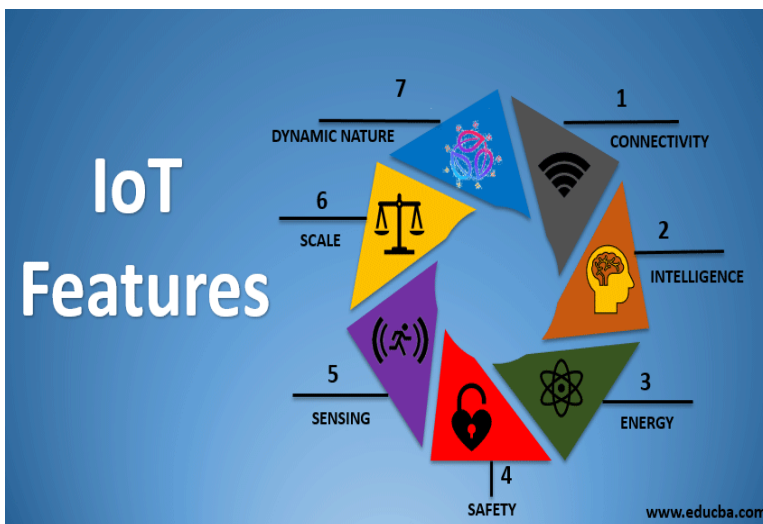 IoT
Features
1
CONNECTIVITY
2
INTELLIGENCE
3
ENERGY
4
SAFETY
5
SENSING
6
SCALE
7
DYNAMIC NATURE
www.educba.com